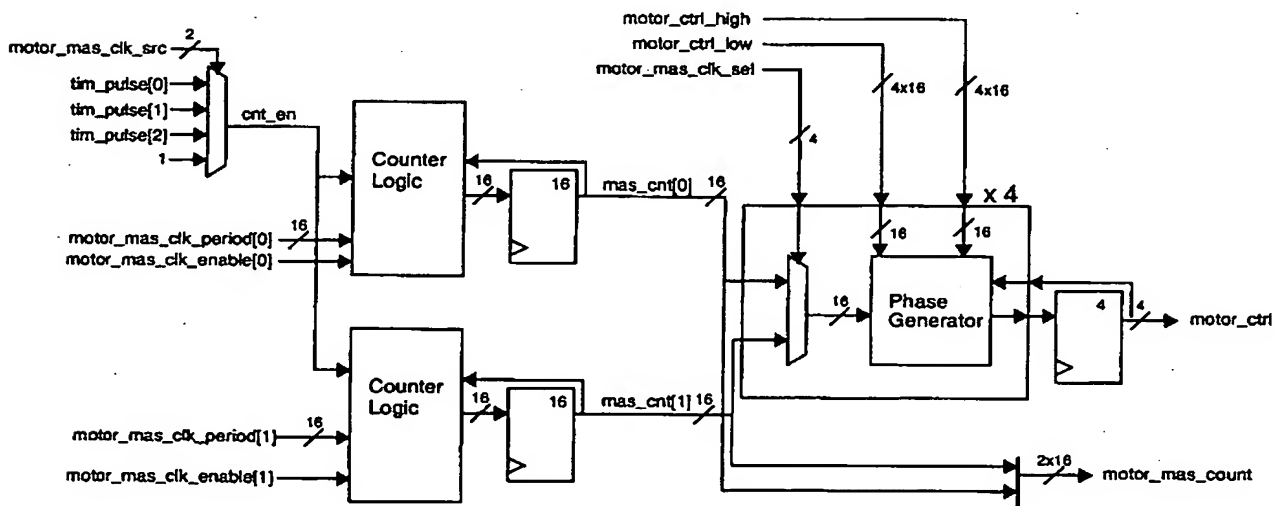 motor_ctrl_high
motor_ctrl_low
motor_mas_clk_sel
2
motor_mas_clk_src
tim_pulse[0]
tim_pulse[1]
tim_pulse[2]
1
cnt_en
4x16
4x16
4
Counter
Logic
16
16
mas_cnt[0]
16
x 4
16
16
motor_mas_clk_period[0]
16
motor_mas_clk_enable[0]
16
Phase
Generator
4
4
motor_ctrl
Counter
Logic
16
16
mas_cnt[1]
16
16
motor_mas_clk_period[1]
motor_mas_clk_enable[1]
2x16
motor_mas_count